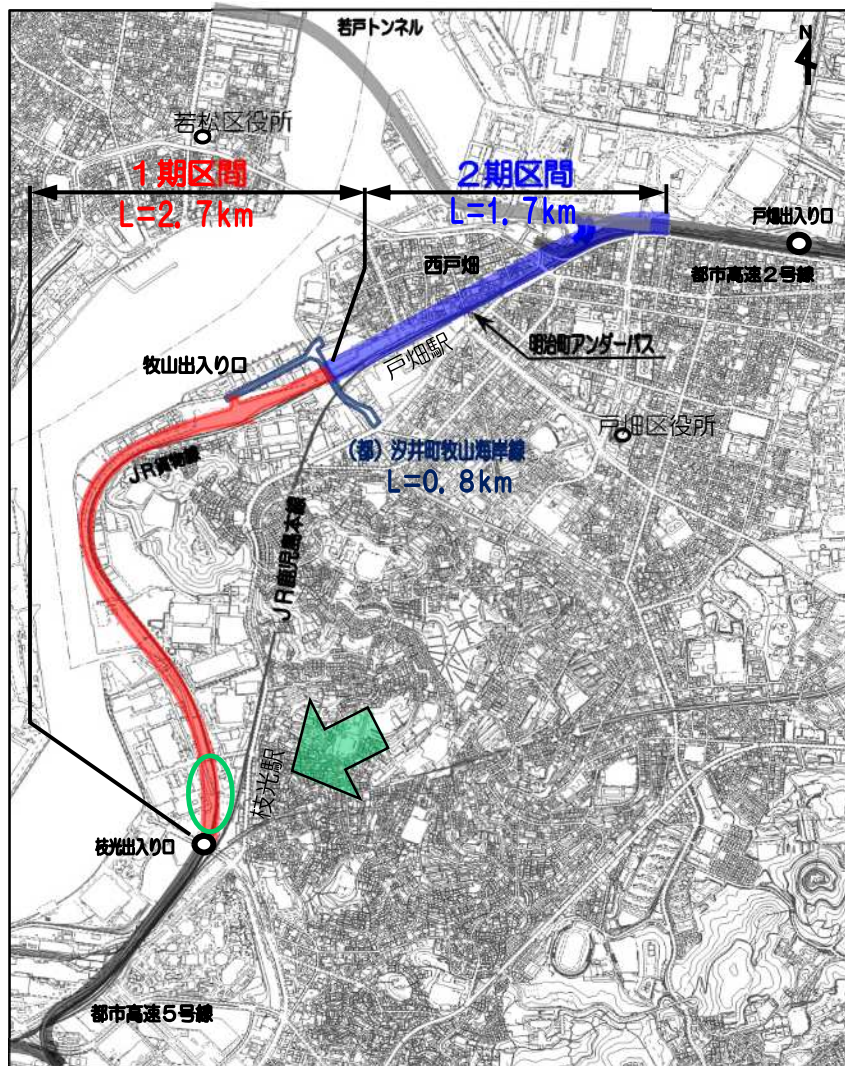 若戸トンネル
N
若松区役所
1期区間
L=2.7km
2期区間
L=1.7km
戸畑出入り口
都市高速2号線
西戸畑
明治町アンダーパス
戸畑駅
牧山出入り口
戸畑区役所
(都)汐井町牧山海岸線
L=0.8km
JR貨物線
JR鹿児島本線
枝光駅
枝光出入り口
都市高速5号線